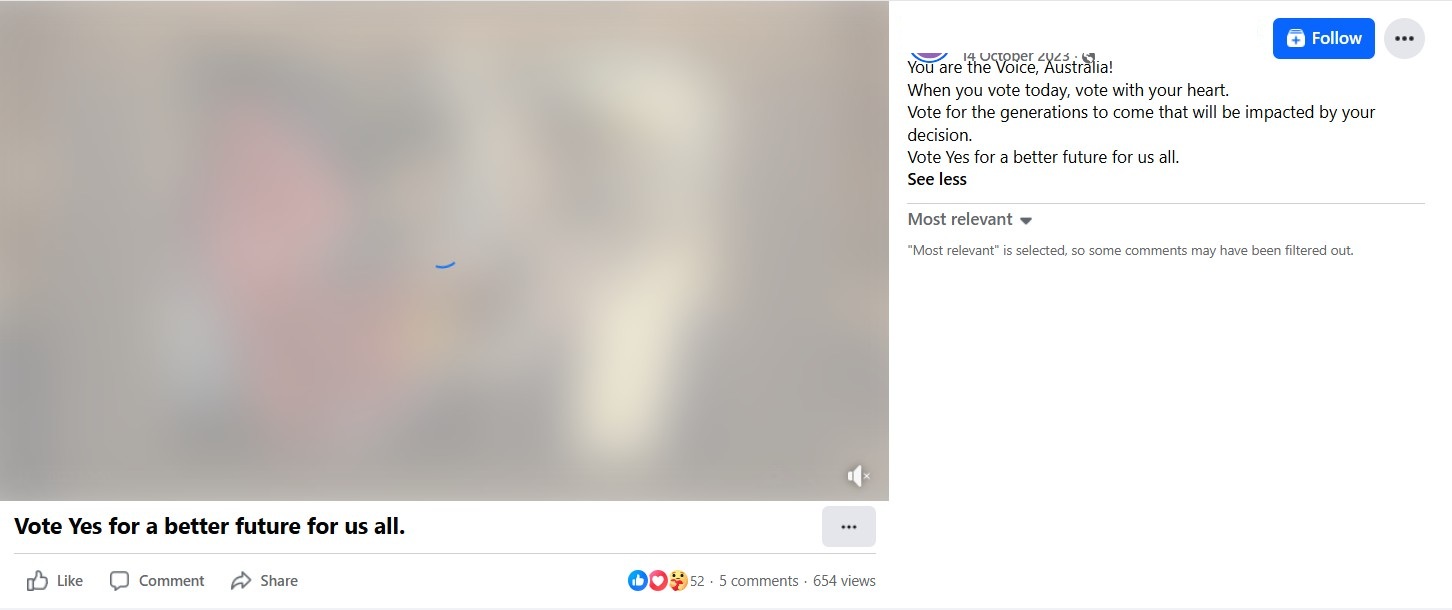 Follow
14 October 2023 ·
You are the Voice, Australia!
When you vote today, vote with your heart.
Vote for the generations to come that will be impacted by your
decision.
Vote Yes for a better future for us all.
See less
Most relevant
"Most relevant" is selected, so some comments may have been filtered out.
Vote Yes for a better future for us all.
Like Comment Share 52 · 5 comments · 654 views